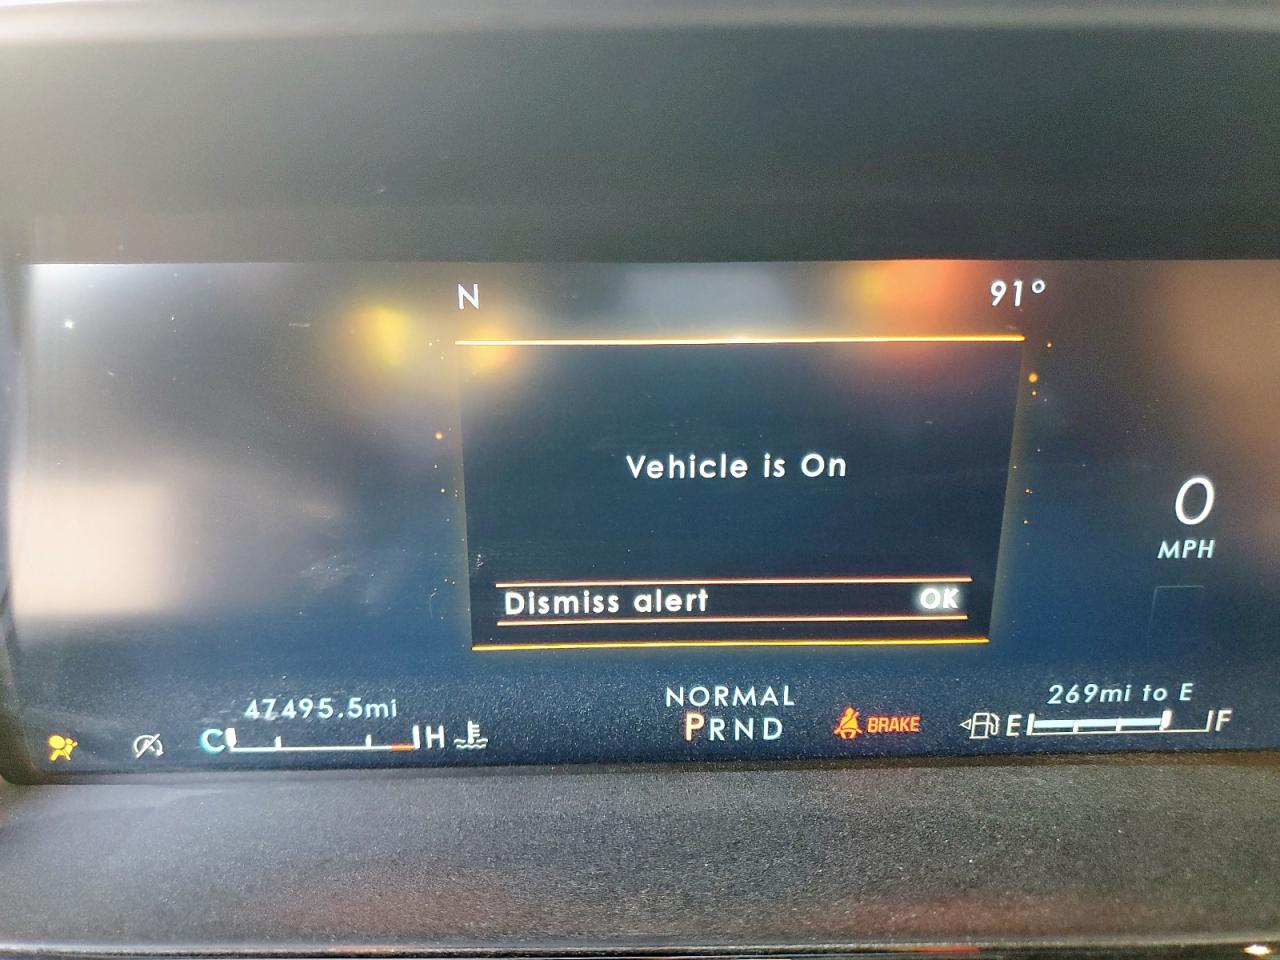 N 91°
Vehicle is On
0
MPH
Dismiss alert OK
47495.5mi
NORMAL
269mi to E
C H
PRND
BRAKE
E F